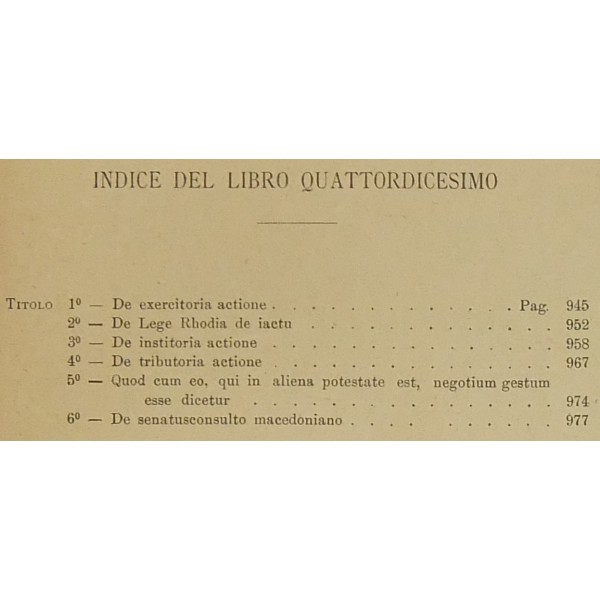 INDICE DEL LIBRO QUATTORDICESIMO
TITOLO 1º — De exercitoria actione . . . . . . . . . . . . . Pag. 945
2º — De Lege Rhodia de iactu . . . . . . . . . . . 952
3º — De institoria actione . . . . . . . . . . . . . 958
4º — De tributoria actione . . . . . . . . . . . . . 967
5º — Quod cum eo, qui in aliena potestate est, negotium gestum
esse dicetur . . . . . . . . . . . . . . 974
6º — De senatusconsulto macedoniano . . . . . . . . . . 977